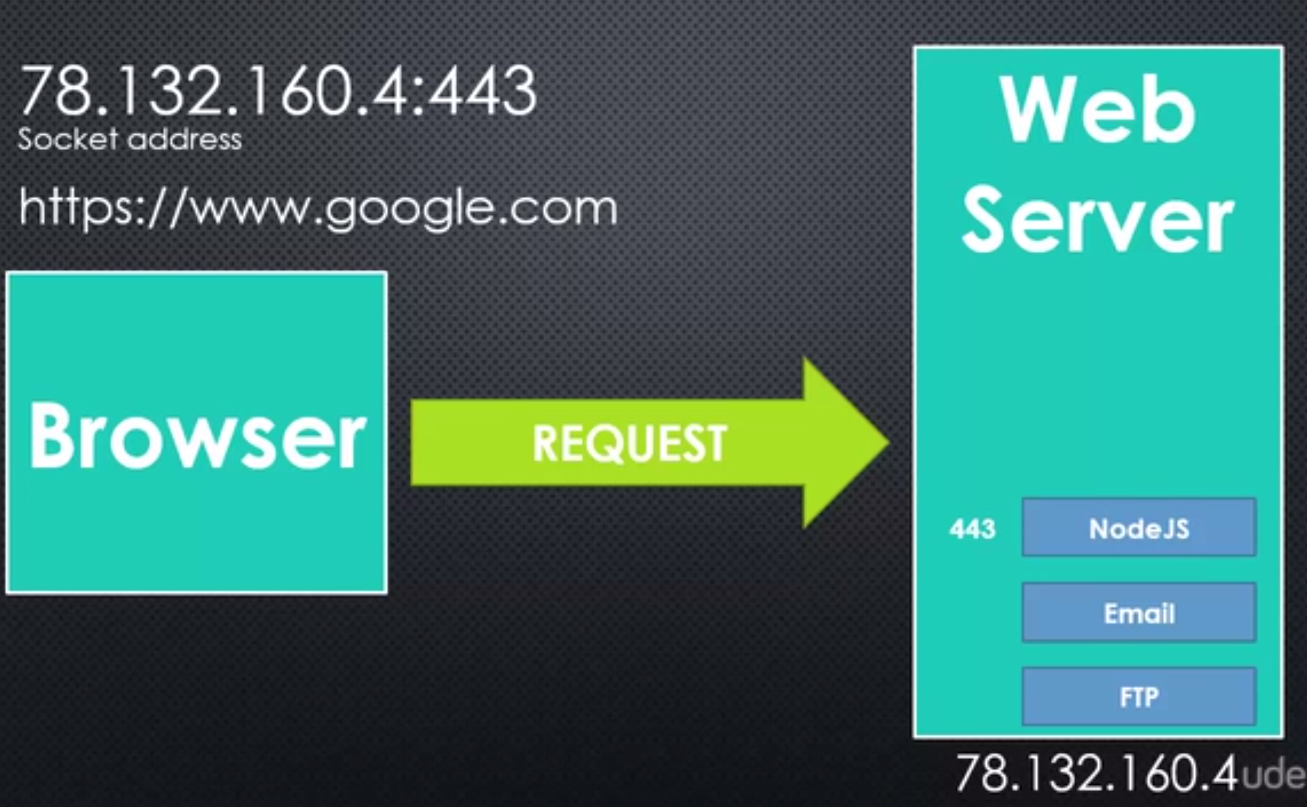 78.132.160.4:443
Socket address
https://www.google.com
Browser
REQUEST
Web
Server
443 NodeJS
Email
FTP
78.132.160.4
ude